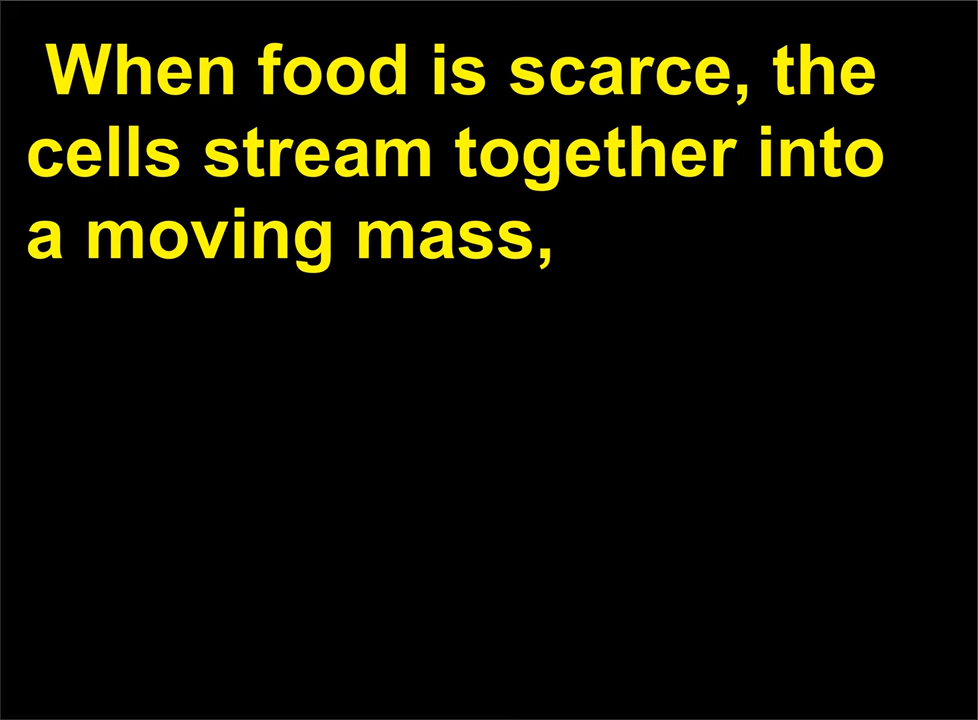 When food is scarce, the
cells stream together into
a moving mass,